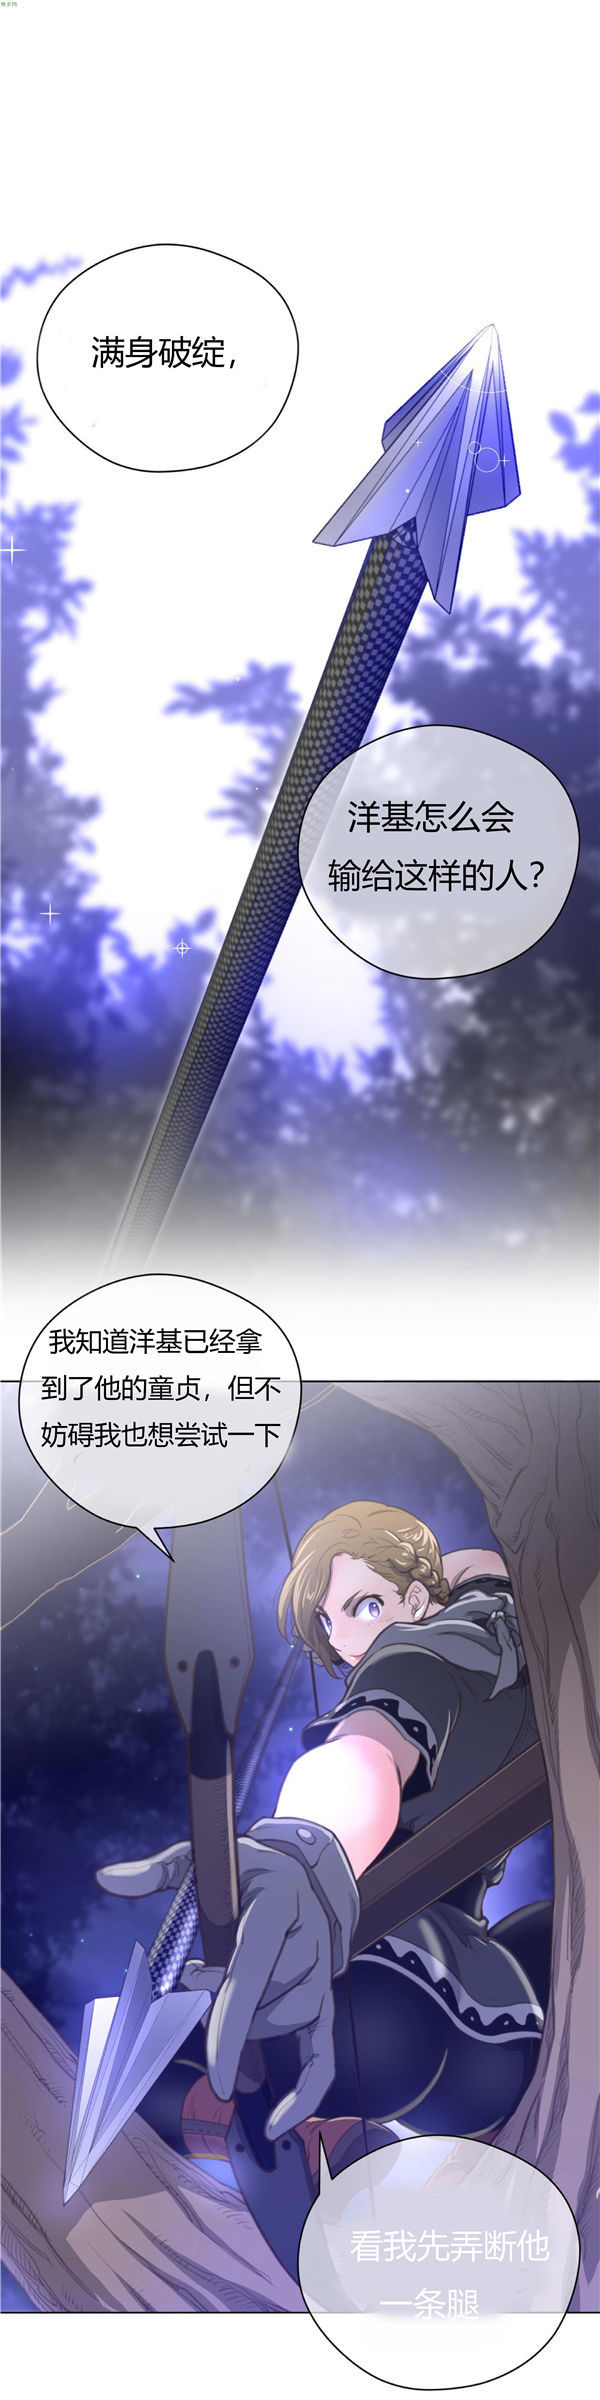 满身破绽，
洋基怎么会
输给这样的人？
我知道洋基已经拿
到了他的童贞，但不
妨碍我也想尝试一下
看我先弄断他
一条腿